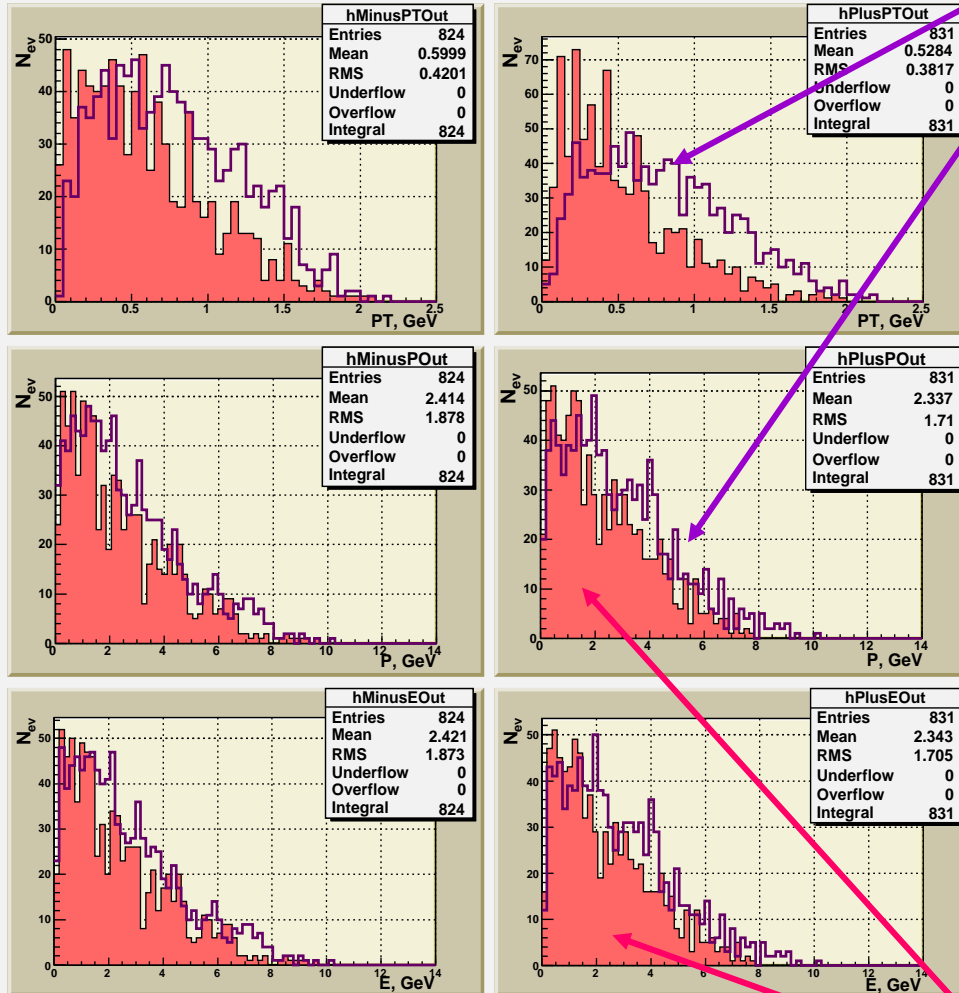 hMinusPTOut
Entries 824
Mean 0.5999
RMS 0.4201
Underflow 0
Overflow 0
Integral 824
N_ev
50
40
30
20
10
0
0 0.5 1 1.5 2 2.5
PT, GeV
hPlusPTOut
Entries 831
Mean 0.5284
RMS 0.3817
Underflow 0
Overflow 0
Integral 831
N_ev
70
60
50
40
30
20
10
0
0 0.5 1 1.5 2 2.5
PT, GeV
hMinusPOut
Entries 824
Mean 2.414
RMS 1.878
Underflow 0
Overflow 0
Integral 824
N_ev
50
40
30
20
10
0
0 2 4 6 8 10 12 14
P, GeV
hPlusPOut
Entries 831
Mean 2.337
RMS 1.71
Underflow 0
Overflow 0
Integral 831
N_ev
50
40
30
20
10
0
0 2 4 6 8 10 12 14
P, GeV
hMinusEOut
Entries 824
Mean 2.421
RMS 1.873
Underflow 0
Overflow 0
Integral 824
N_ev
50
40
30
20
10
0
0 2 4 6 8 10 12 14
E, GeV
hPlusEOut
Entries 831
Mean 2.343
RMS 1.705
Underflow 0
Overflow 0
Integral 831
N_ev
50
40
30
20
10
0
0 2 4 6 8 10 12 14
E, GeV